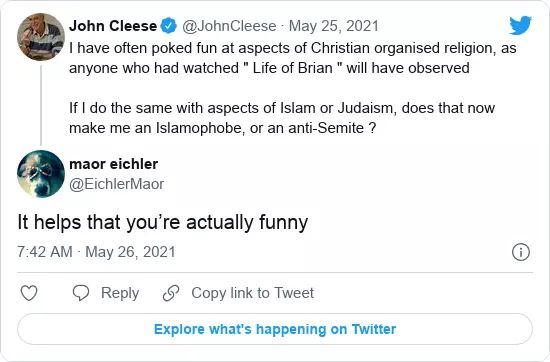 John Cleese @JohnCleese · May 25, 2021
I have often poked fun at aspects of Christian organised religion, as
anyone who had watched " Life of Brian " will have observed
If I do the same with aspects of Islam or Judaism, does that now
make me an Islamophobe, or an anti-Semite ?
maor eichler
@EichlerMaor
It helps that you’re actually funny
7:42 AM · May 26, 2021
Reply
Copy link to Tweet
Explore what's happening on Twitter